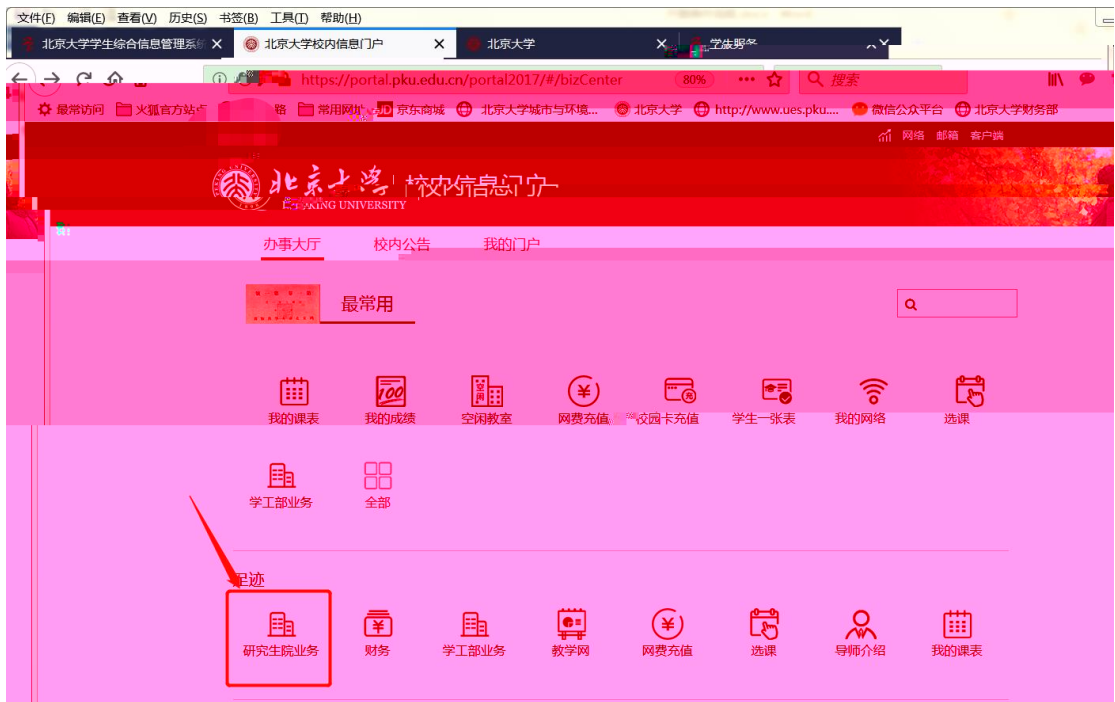 文件(F) 编辑(E) 查看(V) 历史(S) 书签(B) 工具(T) 帮助(H)
北京大学学生综合信息管理系统 北京大学校内信息门户 北京大学
https://portal.pku.edu.cn/portal2017/#/bizCenter 80% 搜索
最常访问 火狐官方站点 常用网址 JD 京东商城 北京大学城市与环境... 北京大学 http://www.ues.pku.... 微信公众平台 北京大学财务部
网络 邮箱 客户端
北京大学 校内信息门户
PEKING UNIVERSITY
办事大厅 校内公告 我的门户
最常用
我的课表 我的成绩 空闲教室 网费充值 校园卡充值 学生一张表 我的网络 选课
学工部业务 全部
足迹
研究生院业务 财务 学工部业务 教学网 网费充值 选课 导师介绍 我的课表